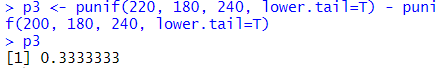 > p3 <- punif(220, 180, 240, lower.tail=T) - puni
f(200, 180, 240, lower.tail=T)
> p3
[1] 0.3333333